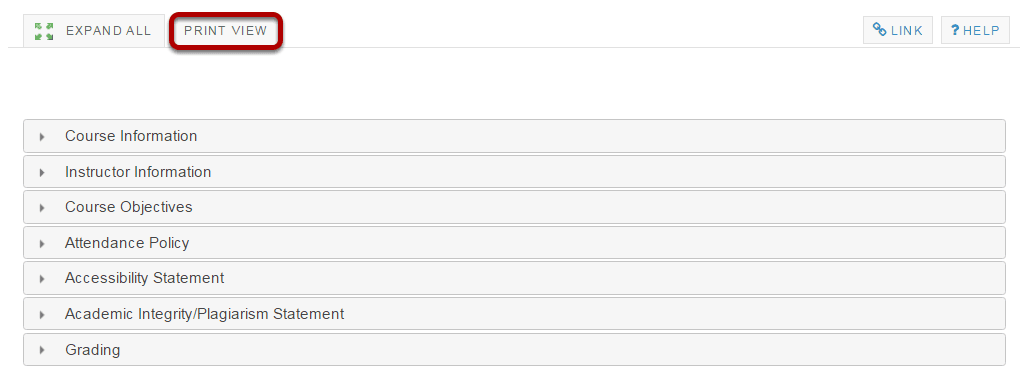 EXPAND ALL PRINT VIEW LINK ? HELP
Course Information
Instructor Information
Course Objectives
Attendance Policy
Accessibility Statement
Academic Integrity/Plagiarism Statement
Grading